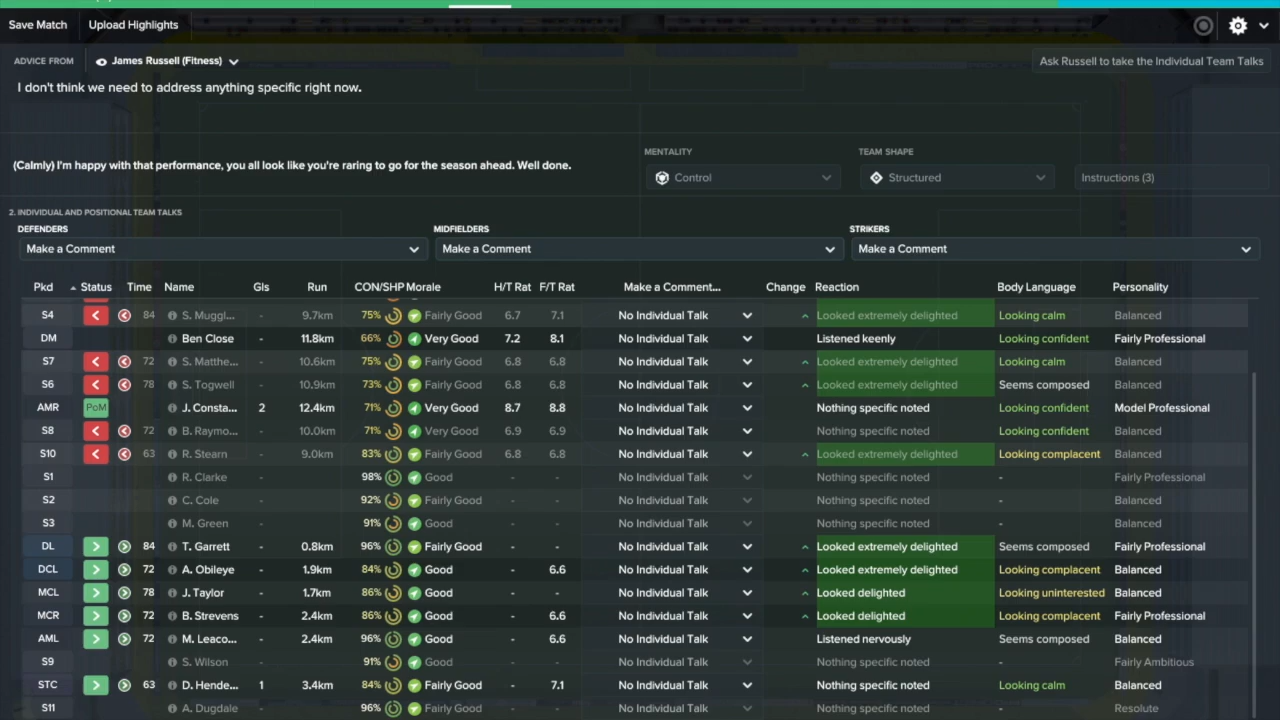 Save Match Upload Highlights
ADVICE FROM James Russell (Fitness) Ask Russell to take the Individual Team Talks
I don't think we need to address anything specific right now.
MENTALITY TEAM SHAPE
(Calmly) I'm happy with that performance, you all look like you're raring to go for the season ahead. Well done.
Control Structured Instructions (3)
2. INDIVIDUAL AND POSITIONAL TEAM TALKS
DEFENDERS MIDFIELDERS STRIKERS
Make a Comment Make a Comment Make a Comment
Pkd Status Time Name Gls Run CON/SHP Morale H/T Rat F/T Rat Make a Comment... Change Reaction Body Language Personality
S4 84 S. Muggl... - 9.7km 75% Fairly Good 6.7 7.1 No Individual Talk Looked extremely delighted Looking calm Balanced
DM Ben Close - 11.8km 66% Very Good 7.2 8.1 No Individual Talk Listened keenly Looking confident Fairly Professional
S7 72 S. Matthe... - 10.6km 75% Fairly Good 6.8 6.8 No Individual Talk Looked extremely delighted Looking calm Balanced
S6 78 S. Togwell - 10.9km 73% Fairly Good 6.8 6.8 No Individual Talk Looked extremely delighted Seems composed Balanced
AMR PoM J. Consta... 2 12.4km 71% Very Good 8.7 8.8 No Individual Talk Nothing specific noted Looking confident Model Professional
S8 72 B. Raymo... - 10.0km 71% Very Good 6.9 6.9 No Individual Talk Nothing specific noted Looking confident Balanced
S10 63 R. Stearn - 9.0km 83% Fairly Good 6.8 6.8 No Individual Talk Looked extremely delighted Looking complacent Balanced
S1 R. Clarke - 98% Good - - No Individual Talk Nothing specific noted - Fairly Professional
S2 C. Cole - 92% Fairly Good - - No Individual Talk Nothing specific noted - Balanced
S3 M. Green - 91% Good - - No Individual Talk Nothing specific noted - Balanced
DL 84 T. Garrett - 0.8km 96% Fairly Good - - No Individual Talk Looked extremely delighted Seems composed Fairly Professional
DCL 72 A. Obileye - 1.9km 84% Good - 6.6 No Individual Talk Looked extremely delighted Looking complacent Balanced
MCL 78 J. Taylor - 1.7km 86% Good - - No Individual Talk Looked delighted Looking uninterested Balanced
MCR 72 B. Strevens - 2.4km 86% Good - 6.6 No Individual Talk Looked delighted Looking complacent Fairly Professional
AML 72 M. Leaco... - 2.4km 96% Good - 6.6 No Individual Talk Listened nervously Seems composed Balanced
S9 S. Wilson - 91% Good - - No Individual Talk Nothing specific noted - Fairly Ambitious
STC 63 D. Hende... 1 3.4km 84% Fairly Good - 7.1 No Individual Talk Nothing specific noted Looking calm Balanced
S11 A. Dugdale - 96% Fairly Good - - No Individual Talk Nothing specific noted - Resolute